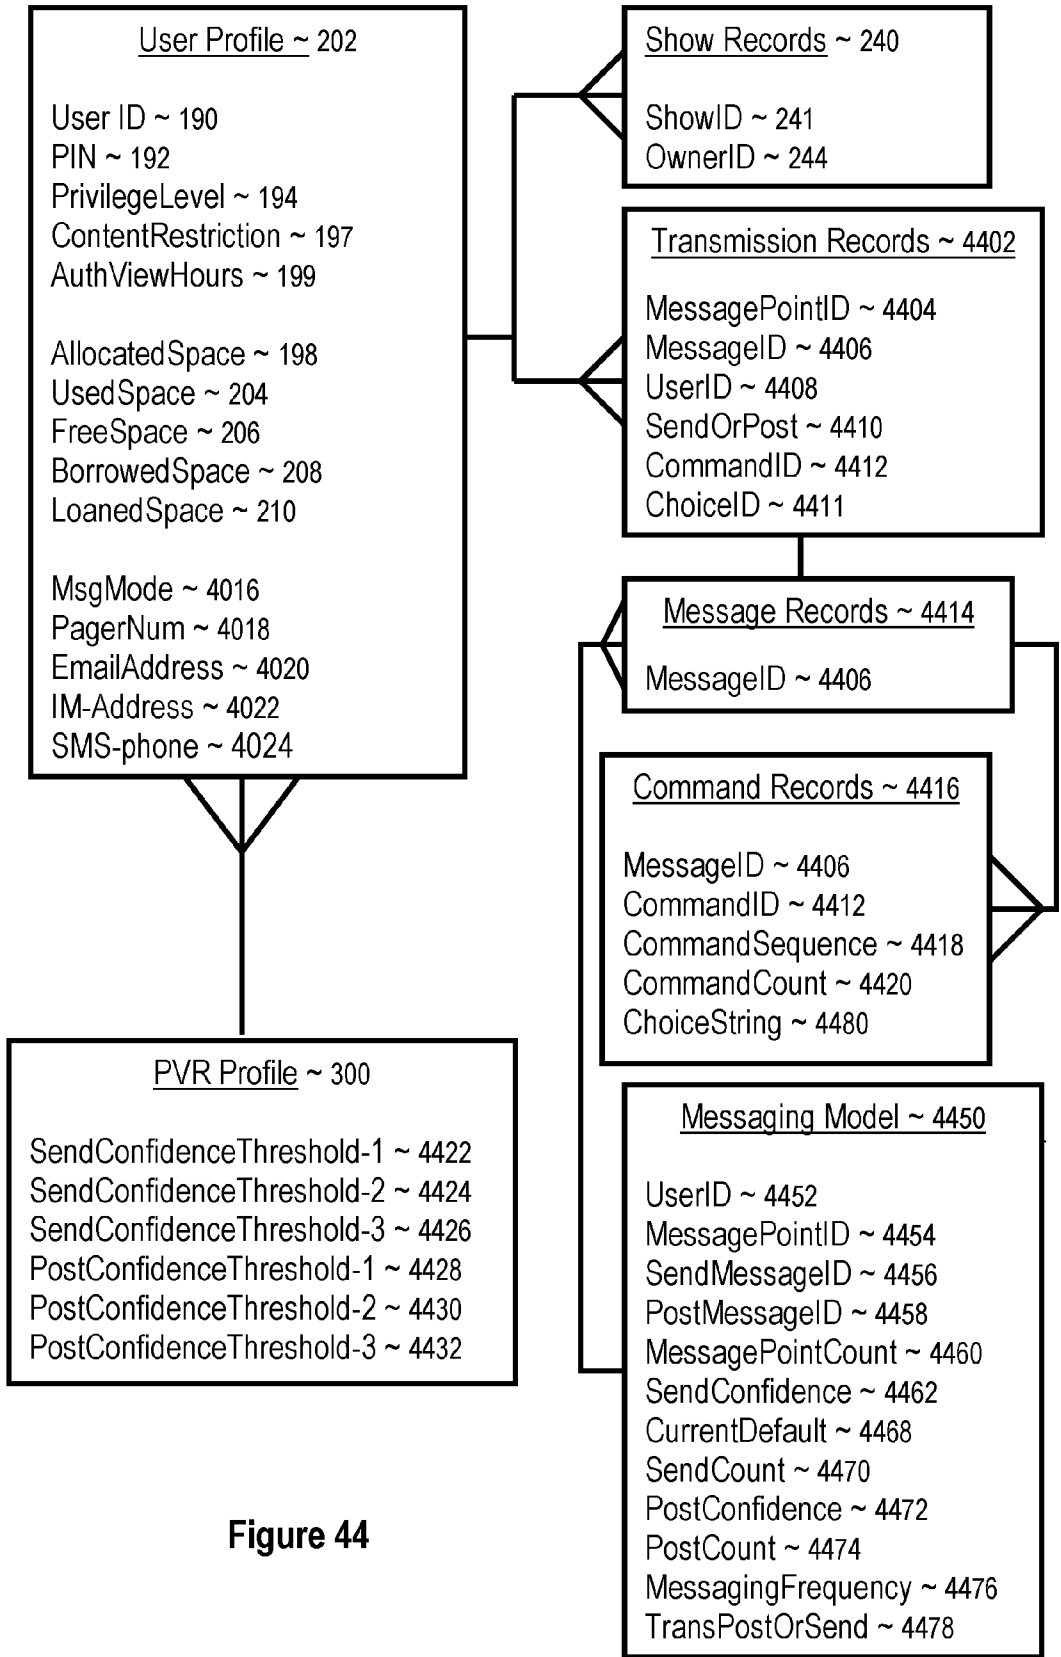 User Profile ~ 202
User ID ~ 190
PIN ~ 192
PrivilegeLevel ~ 194
ContentRestriction ~ 197
AuthViewHours ~ 199
AllocatedSpace ~ 198
UsedSpace ~ 204
FreeSpace ~ 206
BorrowedSpace ~ 208
LoanedSpace ~ 210
MsgMode ~ 4016
PagerNum ~ 4018
EmailAddress ~ 4020
IM-Address ~ 4022
SMS-phone ~ 4024
Show Records ~ 240
ShowID ~ 241
OwnerID ~ 244
Transmission Records ~ 4402
MessagePointID ~ 4404
MessageID ~ 4406
UserID ~ 4408
SendOrPost ~ 4410
CommandID ~ 4412
ChoiceID ~ 4411
Message Records ~ 4414
MessageID ~ 4406
Command Records ~ 4416
MessageID ~ 4406
CommandID ~ 4412
CommandSequence ~ 4418
CommandCount ~ 4420
ChoiceString ~ 4480
PVR Profile ~ 300
SendConfidenceThreshold-1 ~ 4422
SendConfidenceThreshold-2 ~ 4424
SendConfidenceThreshold-3 ~ 4426
PostConfidenceThreshold-1 ~ 4428
PostConfidenceThreshold-2 ~ 4430
PostConfidenceThreshold-3 ~ 4432
Messaging Model ~ 4450
UserID ~ 4452
MessagePointID ~ 4454
SendMessageID ~ 4456
PostMessageID ~ 4458
MessagePointCount ~ 4460
SendConfidence ~ 4462
CurrentDefault ~ 4468
SendCount ~ 4470
PostConfidence ~ 4472
PostCount ~ 4474
MessagingFrequency ~ 4476
TransPostOrSend ~ 4478
Figure 44